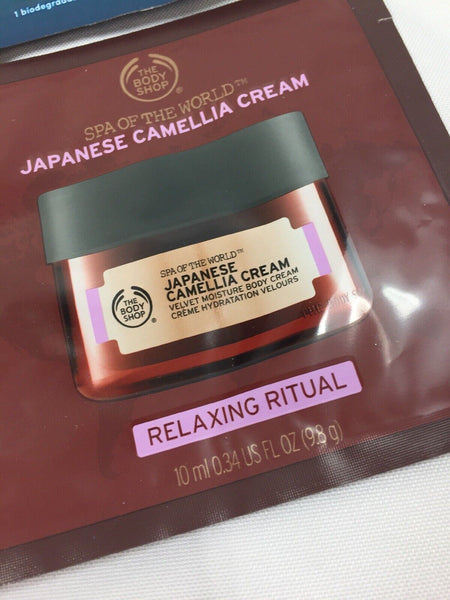 1 biodegrada
THE
BODY
SHOP®
SPA OF THE WORLD™
JAPANESE CAMELLIA CREAM
THE
BODY
SHOP®
SPA OF THE WORLD™
JAPANESE
CAMELLIA CREAM
VELVET MOISTURE BODY CREAM
CRÈME HYDRATATION VELOURS
RELAXING RITUAL
10 ml/0.34 US FL OZ (9.8 g)